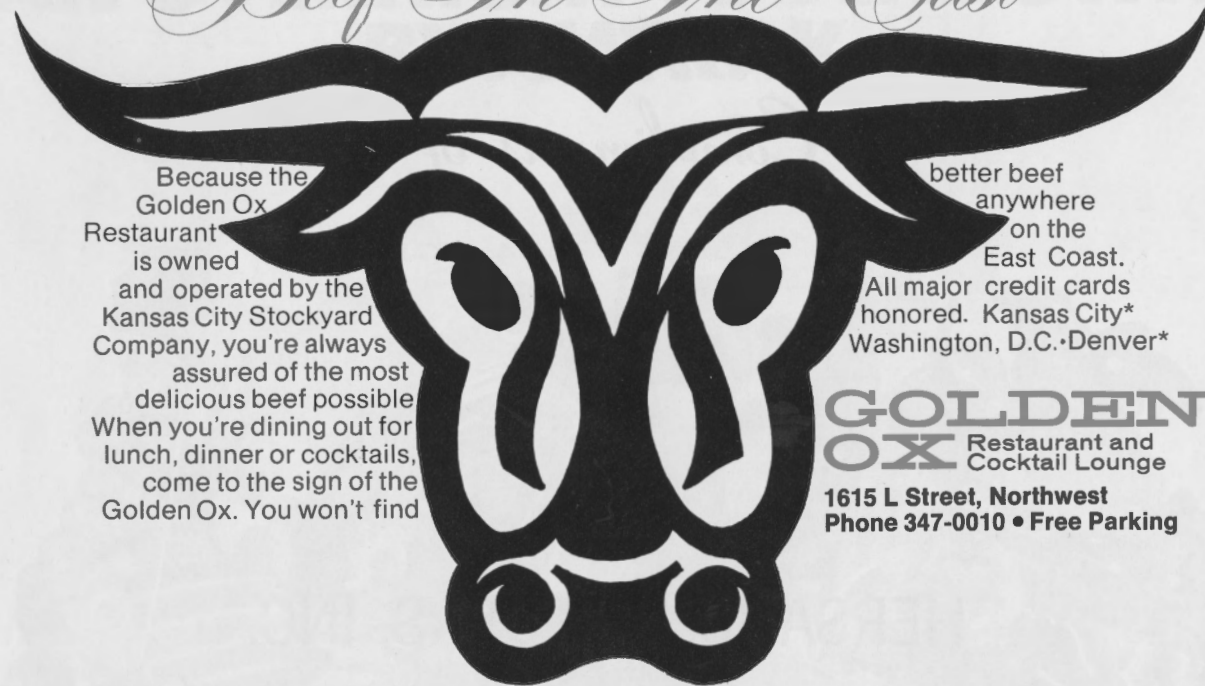 Beef In The East
Because the
Golden Ox
Restaurant
is owned
and operated by the
Kansas City Stockyard
Company, you're always
assured of the most
delicious beef possible
When you're dining out for
lunch, dinner or cocktails,
come to the sign of the
Golden Ox. You won't find
better beef
anywhere
on the
East Coast.
All major credit cards
honored. Kansas City*
Washington, D.C.•Denver*
GOLDEN
OX Restaurant and
Cocktail Lounge
1615 L Street, Northwest
Phone 347-0010 • Free Parking